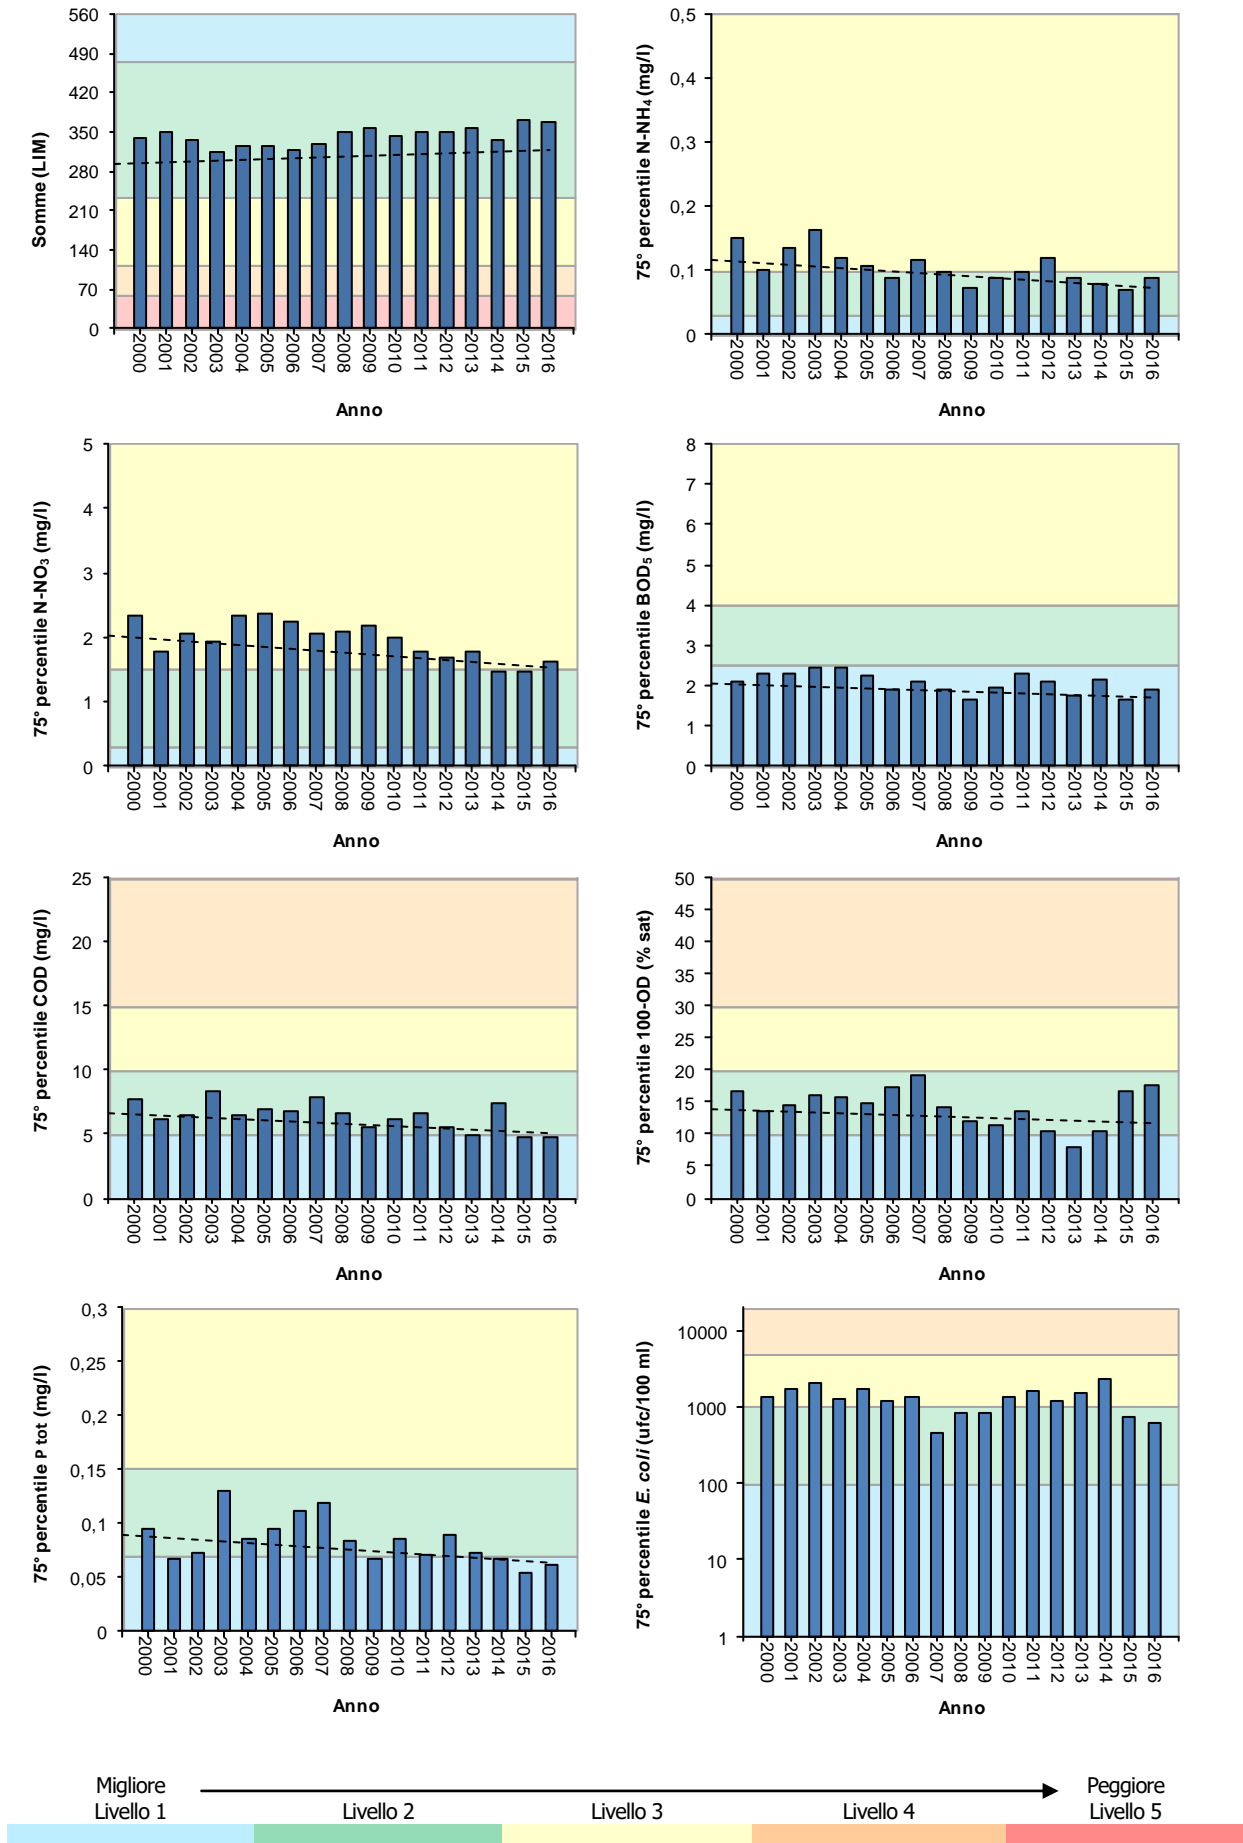 Somme (LIM)
560
490
420
350
280
210
140
70
0
2000 2001 2002 2003 2004 2005 2006 2007 2008 2009 2010 2011 2012 2013 2014 2015 2016
Anno
75° percentile N-NH₄ (mg/l)
0,5
0,4
0,3
0,2
0,1
0
2000 2001 2002 2003 2004 2005 2006 2007 2008 2009 2010 2011 2012 2013 2014 2015 2016
Anno
75° percentile N-NO₃ (mg/l)
5
4
3
2
1
0
2000 2001 2002 2003 2004 2005 2006 2007 2008 2009 2010 2011 2012 2013 2014 2015 2016
Anno
75° percentile BOD₅ (mg/l)
8
7
6
5
4
3
2
1
0
2000 2001 2002 2003 2004 2005 2006 2007 2008 2009 2010 2011 2012 2013 2014 2015 2016
Anno
75° percentile COD (mg/l)
25
20
15
10
5
0
2000 2001 2002 2003 2004 2005 2006 2007 2008 2009 2010 2011 2012 2013 2014 2015 2016
Anno
75° percentile 100-OD (% sat)
50
45
40
35
30
25
20
15
10
5
0
2000 2001 2002 2003 2004 2005 2006 2007 2008 2009 2010 2011 2012 2013 2014 2015 2016
Anno
75° percentile P tot (mg/l)
0,3
0,25
0,2
0,15
0,1
0,05
0
2000 2001 2002 2003 2004 2005 2006 2007 2008 2009 2010 2011 2012 2013 2014 2015 2016
Anno
75° percentile E. coli (ufc/100 ml)
10000
1000
100
10
1
2000 2001 2002 2003 2004 2005 2006 2007 2008 2009 2010 2011 2012 2013 2014 2015 2016
Anno
Migliore Peggiore
Livello 1 Livello 2 Livello 3 Livello 4 Livello 5